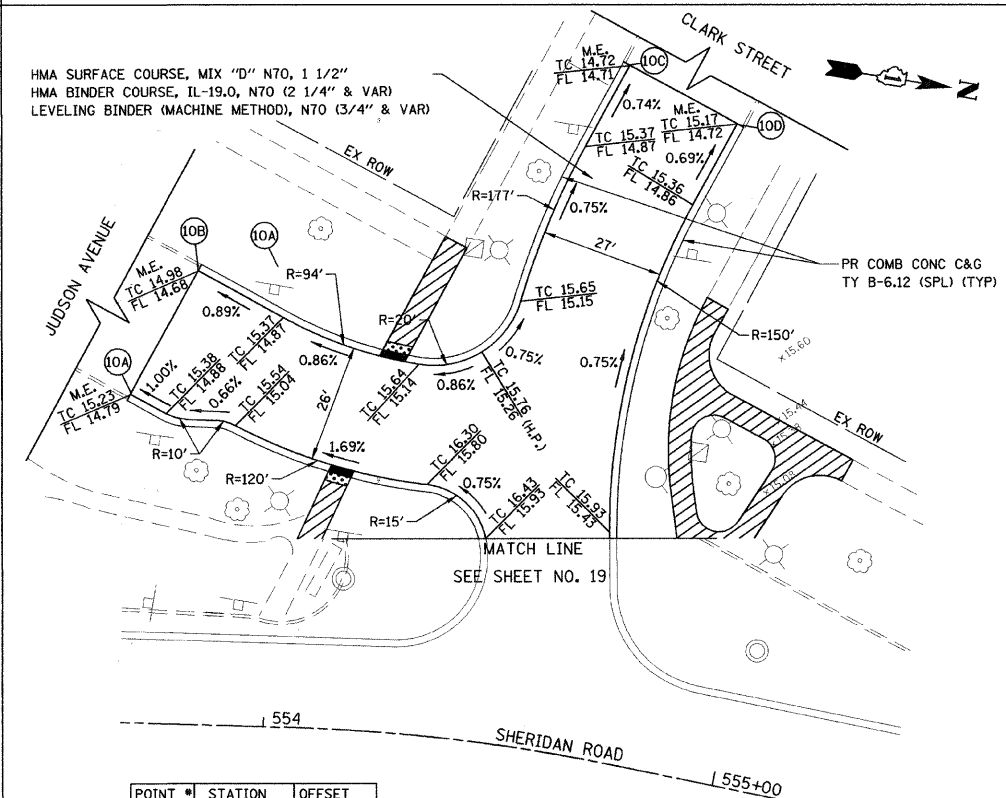 CLARK STREET
HMA SURFACE COURSE, MIX "D" N70, 1 1/2"
HMA BINDER COURSE, IL-19.0, N70 (2 1/4" & VAR)
LEVELING BINDER (MACHINE METHOD), N70 (3/4" & VAR)
M.E.
TC 14.72
FL 14.71
10C
N
0.74%
M.E.
TC 15.17
FL 14.72
10D
TC 15.37
FL 14.87
0.69%
TC 15.36
FL 14.86
EX ROW
R=177'
0.75%
27'
JUDSON AVENUE
10B
10A
M.E.
TC 14.98
FL 14.68
R=94'
PR COMB CONC C&G
TY B-6.12 (SPL) (TYP)
TC 15.65
FL 15.15
0.89%
R=20'
R=150'
TC 15.37
FL 14.87
0.86%
0.75%
0.75%
x15.60
10A
1.00%
TC 15.38
FL 14.88
0.66%
TC 15.54
FL 15.04
26'
TC 15.64
FL 15.14
0.86%
TC 15.76
FL 15.26 (H.P.)
M.E.
TC 15.23
FL 14.79
15.44
EX ROW
R=10'
1.69%
TC 16.30
FL 15.80
R=120'
0.75%
x15.08
R=15'
TC 16.43
FL 15.93
TC 15.93
FL 15.43
MATCH LINE
SEE SHEET NO. 19
554
SHERIDAN ROAD
555+00
POINT # STATION OFFSET